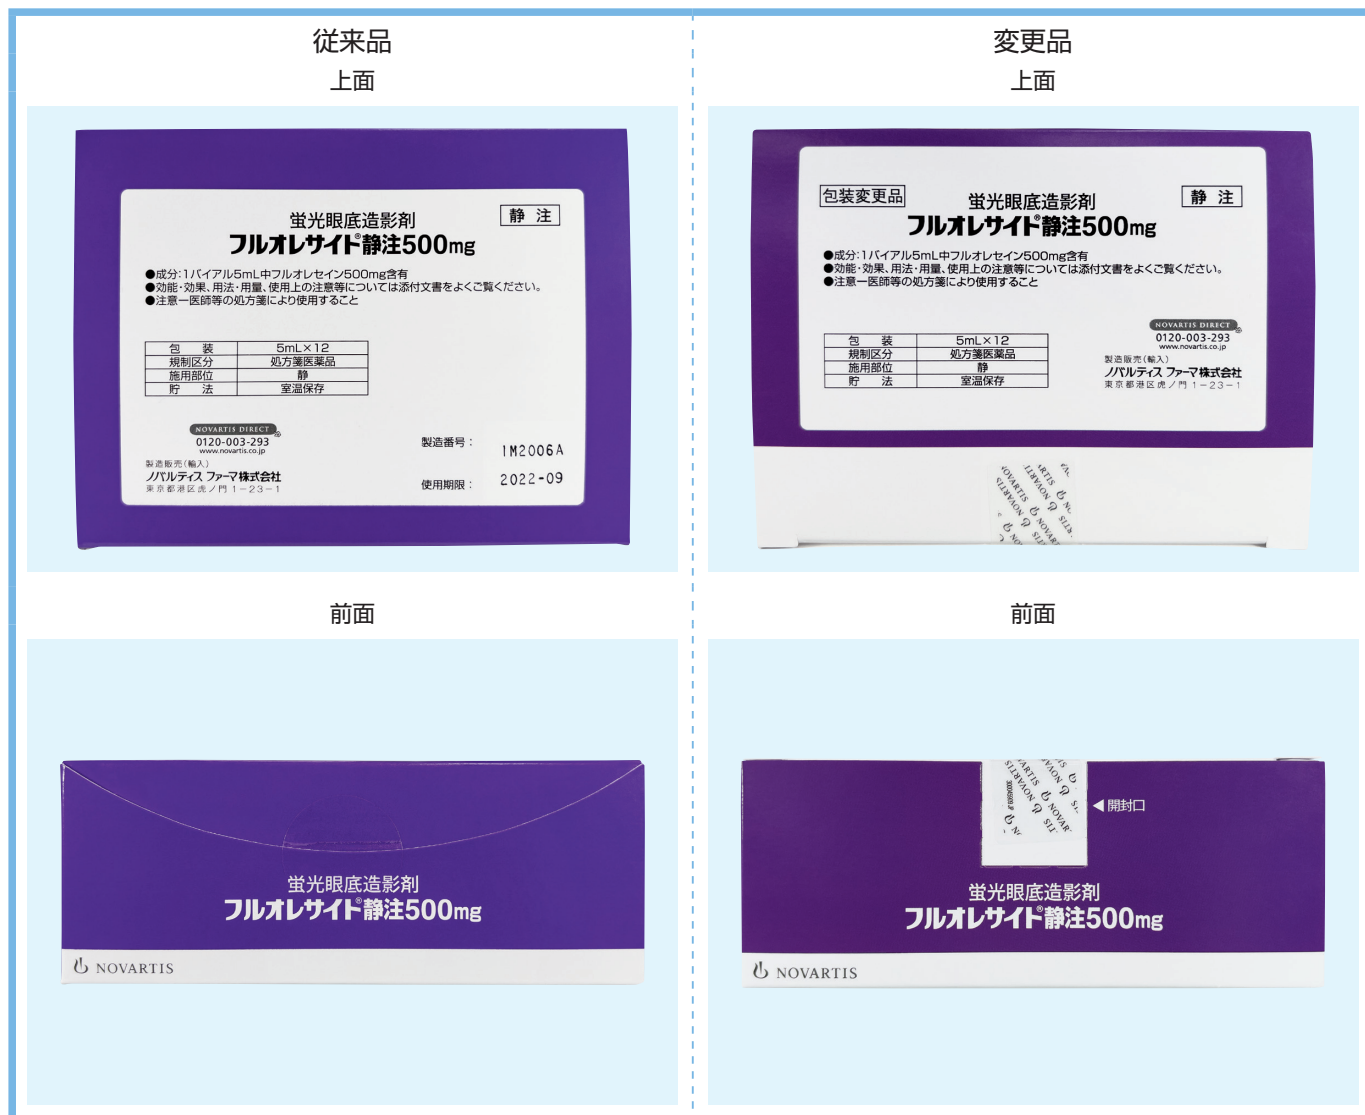 従来品
上面
蛍光眼底造影剤
静 注
フルオレサイト®静注500mg
●成分:1バイアル5mL中フルオレセイン500mg含有
●効能・効果、用法・用量、使用上の注意等については添付文書をよくご覧ください。
●注意―医師等の処方箋により使用すること
包 装 5mL×12
規制区分 処方箋医薬品
施用部位 静
貯 法 室温保存
NOVARTIS DIRECT
0120-003-293
www.novartis.co.jp
製造販売(輸入)
ノバルティス ファーマ株式会社
東京都港区虎ノ門 1-23-1
製造番号: 1M2006A
使用期限: 2022-09
前面
蛍光眼底造影剤
フルオレサイト®静注500mg
NOVARTIS
変更品
上面
包装変更品
蛍光眼底造影剤
静 注
フルオレサイト®静注500mg
●成分:1バイアル5mL中フルオレセイン500mg含有
●効能・効果、用法・用量、使用上の注意等については添付文書をよくご覧ください。
●注意―医師等の処方箋により使用すること
包 装 5mL×12
規制区分 処方箋医薬品
施用部位 静
貯 法 室温保存
NOVARTIS DIRECT
0120-003-293
www.novartis.co.jp
製造販売(輸入)
ノバルティス ファーマ株式会社
東京都港区虎ノ門 1-23-1
NOVARTIS
NOVARTIS
前面
NOVARTIS
◀開封口
蛍光眼底造影剤
フルオレサイト®静注500mg
NOVARTIS